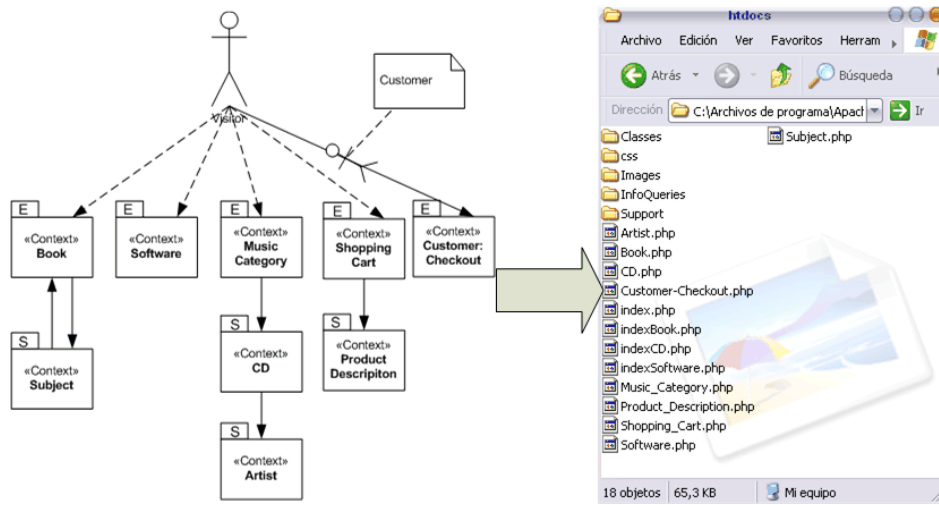 Customer
Visitor
E
«Context»
Book
E
«Context»
Software
E
«Context»
Music
Category
E
«Context»
Shopping
Cart
E
«Context»
Customer:
Checkout
S
«Context»
Subject
S
«Context»
CD
S
«Context»
Product
Descripiton
S
«Context»
Artist
htdocs
Archivo Edición Ver Favoritos Herram
Atrás Búsqueda
Dirección C:\Archivos de programa\Apach Ir
Classes
css
Images
InfoQueries
Support
Artist.php
Book.php
CD.php
Customer-Checkout.php
index.php
indexBook.php
indexCD.php
indexSoftware.php
Music_Category.php
Product_Description.php
Shopping_Cart.php
Software.php
Subject.php
18 objetos 65,3 KB Mi equipo